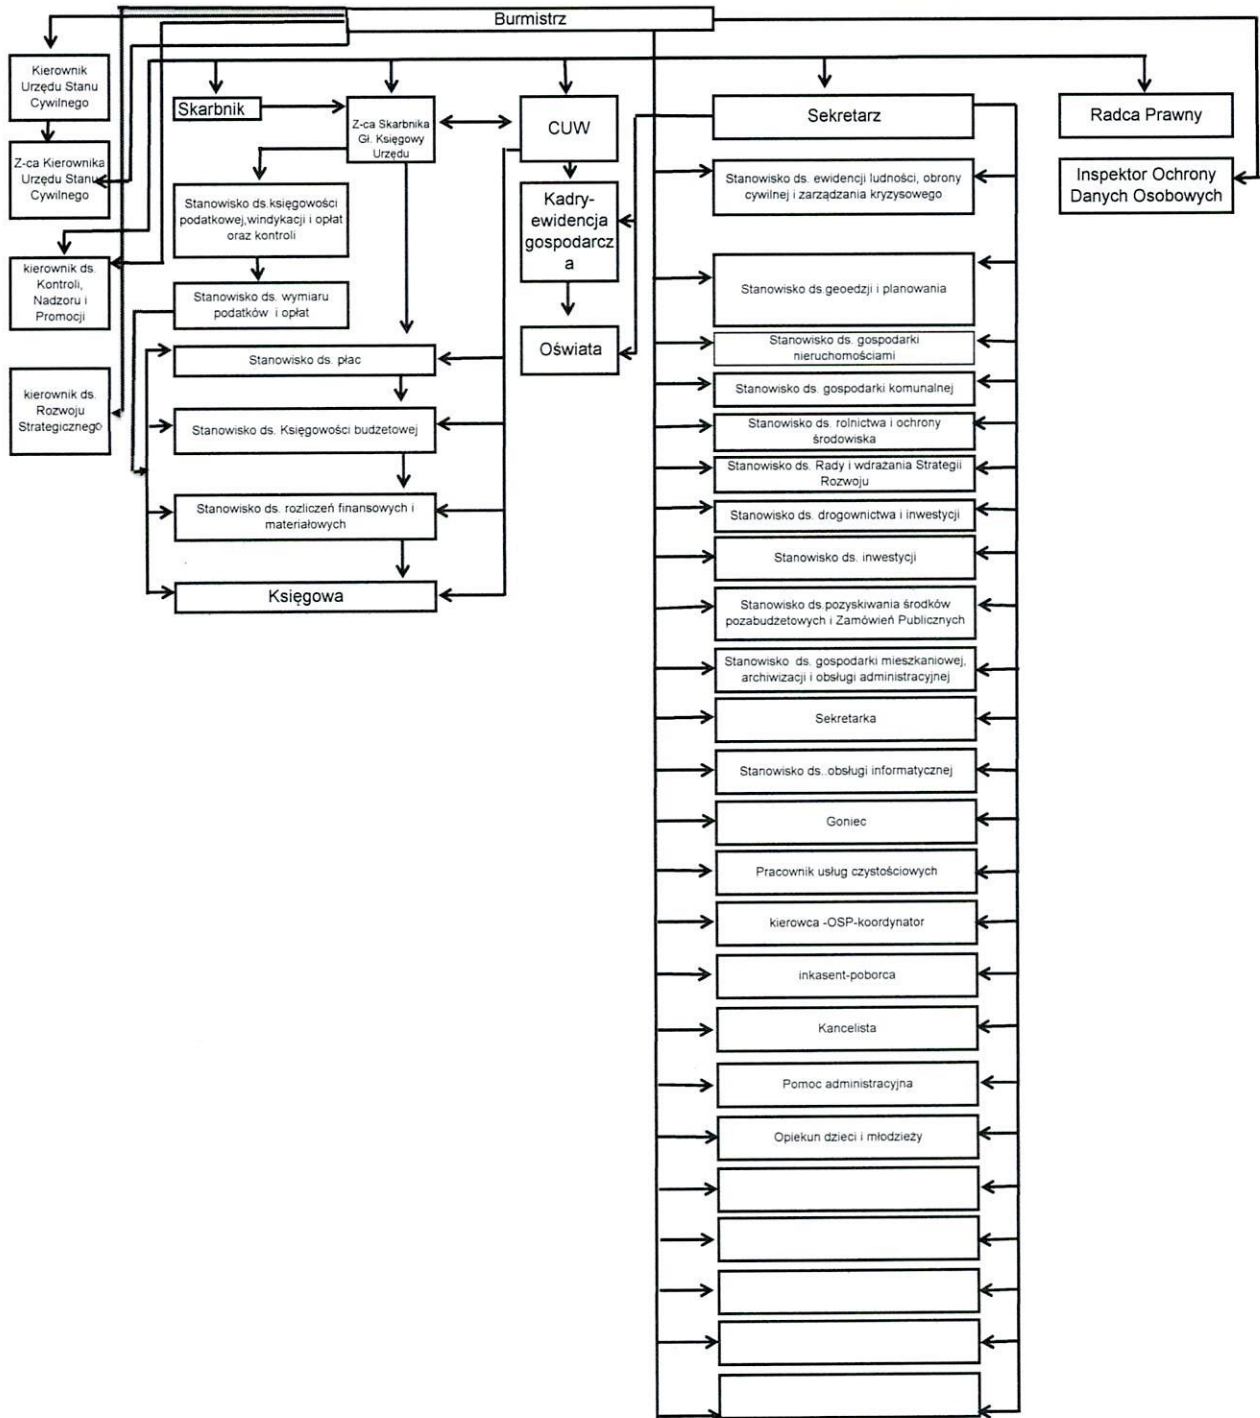 Burmistrz
Kierownik
Urzędu Stanu
Cywilnego
Z-ca Kierownika
Urzędu Stanu
Cywilnego
kierownik ds.
Kontroli,
Nadzoru i
Promocji
kierownik ds.
Rozwoju
Strategicznego
Skarbnik
Z-ca Skarbnika
Gł. Księgowy
Urzędu
Stanowisko ds.księgowości
podatkowej,windykacji i opłat
oraz kontroli
Stanowisko ds. wymiaru
podatków i opłat
Stanowisko ds. płac
Stanowisko ds. Księgowości budżetowej
Stanowisko ds. rozliczeń finansowych i
materiałowych
Księgowa
CUW
Kadry-
ewidencja
gospodarcz
a
Oświata
Sekretarz
Stanowisko ds. ewidencji ludności, obrony
cywilnej i zarządzania kryzysowego
Stanowisko ds.geoedzji i planowania
Stanowisko ds. gospodarki
nieruchomościami
Stanowisko ds. gospodarki komunalnej
Stanowisko ds. rolnictwa i ochrony
środowiska
Stanowisko ds. Rady i wdrażania Strategii
Rozwoju
Stanowisko ds. drogownictwa i inwestycji
Stanowisko ds. inwestycji
Stanowisko ds.pozyskiwania środków
pozabudżetowych i Zamówień Publicznych
Stanowisko ds. gospodarki mieszkaniowej,
archiwizacji i obsługi administracyjnej
Sekretarka
Stanowisko ds..obsługi informatycznej
Goniec
Pracownik usług czystościowych
kierowca -OSP-koordynator
inkasent-poborca
Kancelista
Pomoc administracyjna
Opiekun dzieci i młodzieży
Radca Prawny
Inspektor Ochrony
Danych Osobowych